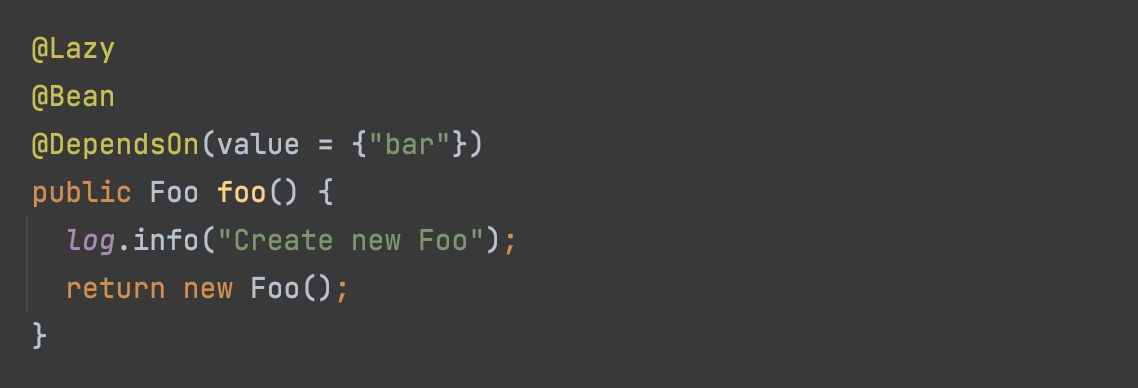 @Lazy
@Bean
@DependsOn(value = {"bar"})
public Foo foo() {
  log.info("Create new Foo");
  return new Foo();
}